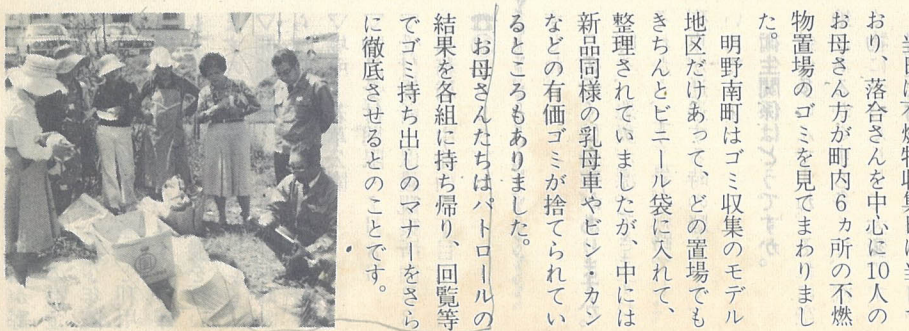 おり、落合さんを中心に10人の
お母さん方が町内6ヵ所の不燃
物置場のゴミを見てまわりまし
た。
明野南町はゴミ収集のモデル
地区だけあって、どの置場でも
きちんとビニール袋に入れて、
整理されていましたが、中には
新品同様の乳母車やビン・カン
などの有価ゴミが捨てられてい
るところもありました。
お母さんたちはパトロールの
結果を各組に持ち帰り、回覧等
でゴミ持ち出しのマナーをさら
に徹底させるとのことです。